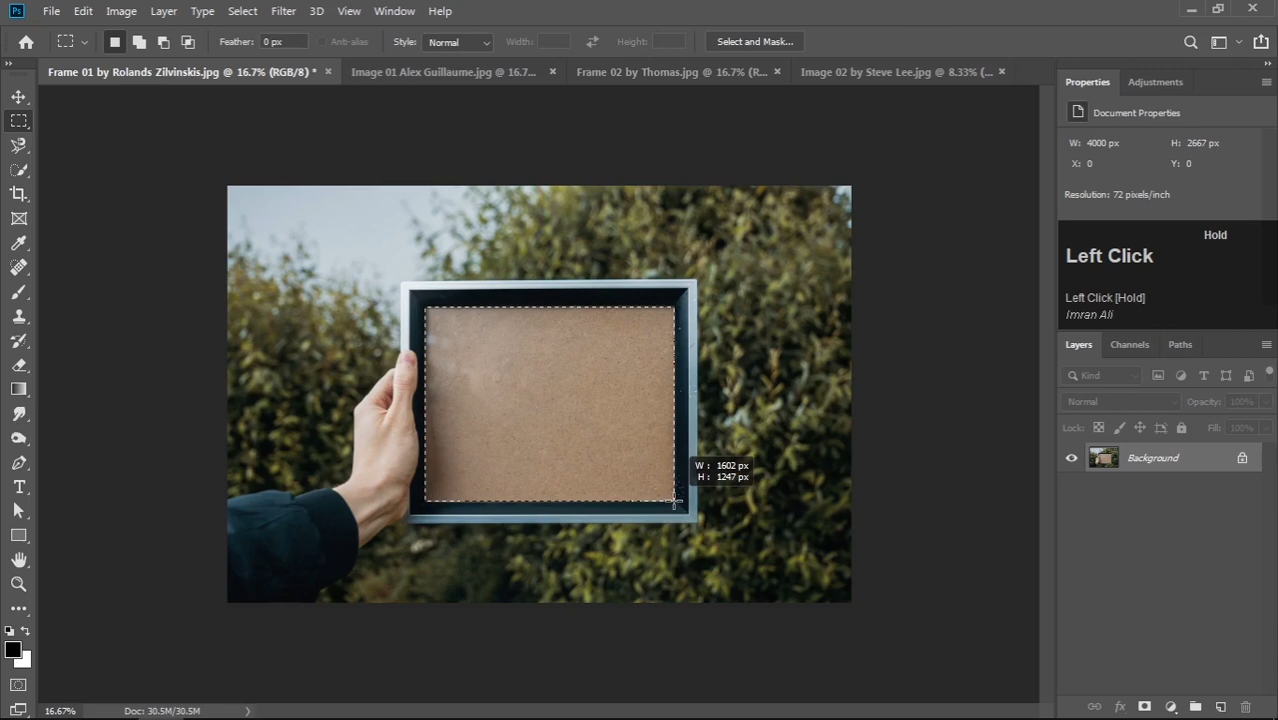 Ps File Edit Image Layer Type Select Filter 3D View Window Help
Feather: 0 px Anti-alias Style: Normal Width: Height: Select and Mask...
Frame 01 by Rolands Zilvinskis.jpg @ 16.7% (RGB/8) * × Image 01 Alex Guillaume.jpg @ 16.7... × Frame 02 by Thomas.jpg @ 16.7% (R... × Image 02 by Steve Lee.jpg @ 8.33% (... ×
Properties Adjustments
Document Properties
W: 4000 px H: 2667 px
X: 0 Y: 0
Resolution: 72 pixels/inch
Hold
Left Click
Left Click [Hold]
Imran Ali
Layers Channels Paths
Kind
Normal Opacity: 100%
Lock: Fill: 100%
Background
W : 1602 px
H : 1247 px
16.67% Doc: 30.5M/30.5M